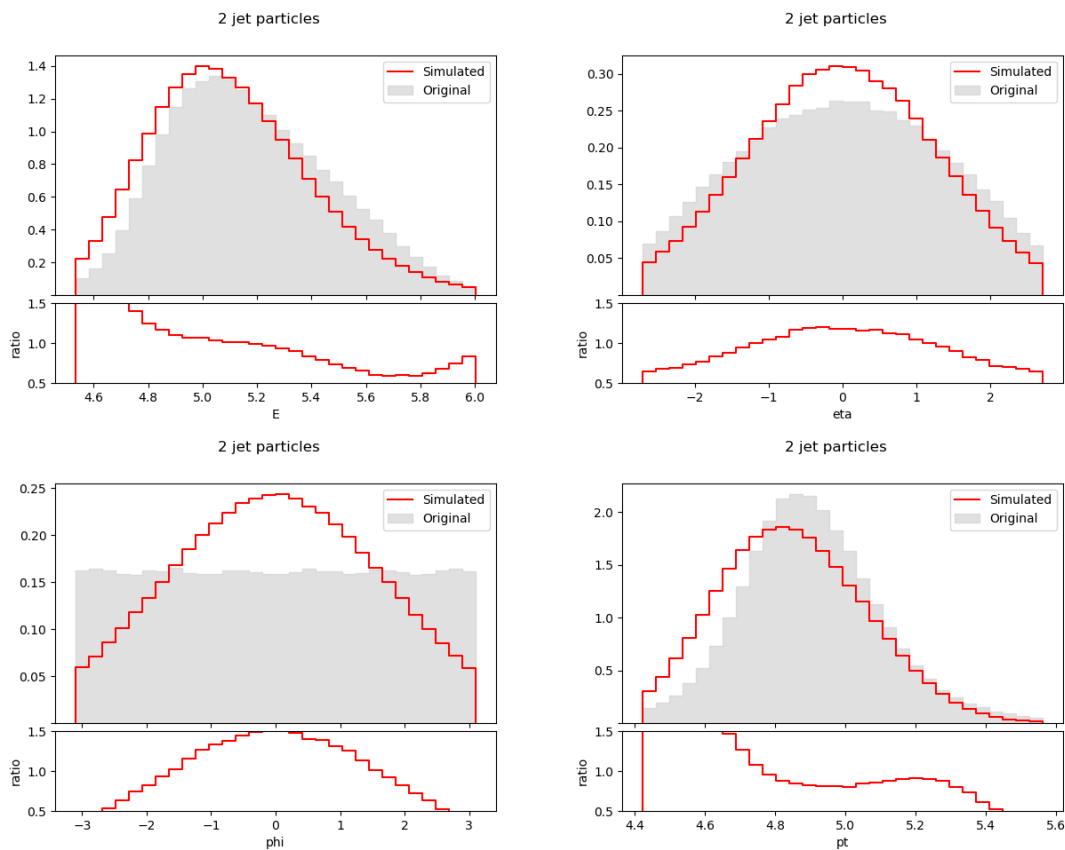 2 jet particles
Simulated
Original
1.4
1.2
1.0
0.8
0.6
0.4
0.2
ratio
1.5
1.0
0.5
4.6 4.8 5.0 5.2 5.4 5.6 5.8 6.0
E
2 jet particles
Simulated
Original
0.30
0.25
0.20
0.15
0.10
0.05
ratio
1.5
1.0
0.5
−2 −1 0 1 2
eta
2 jet particles
Simulated
Original
0.25
0.20
0.15
0.10
0.05
ratio
1.5
1.0
0.5
−3 −2 −1 0 1 2 3
phi
2 jet particles
Simulated
Original
2.0
1.5
1.0
0.5
ratio
1.5
1.0
0.5
4.4 4.6 4.8 5.0 5.2 5.4 5.6
pt